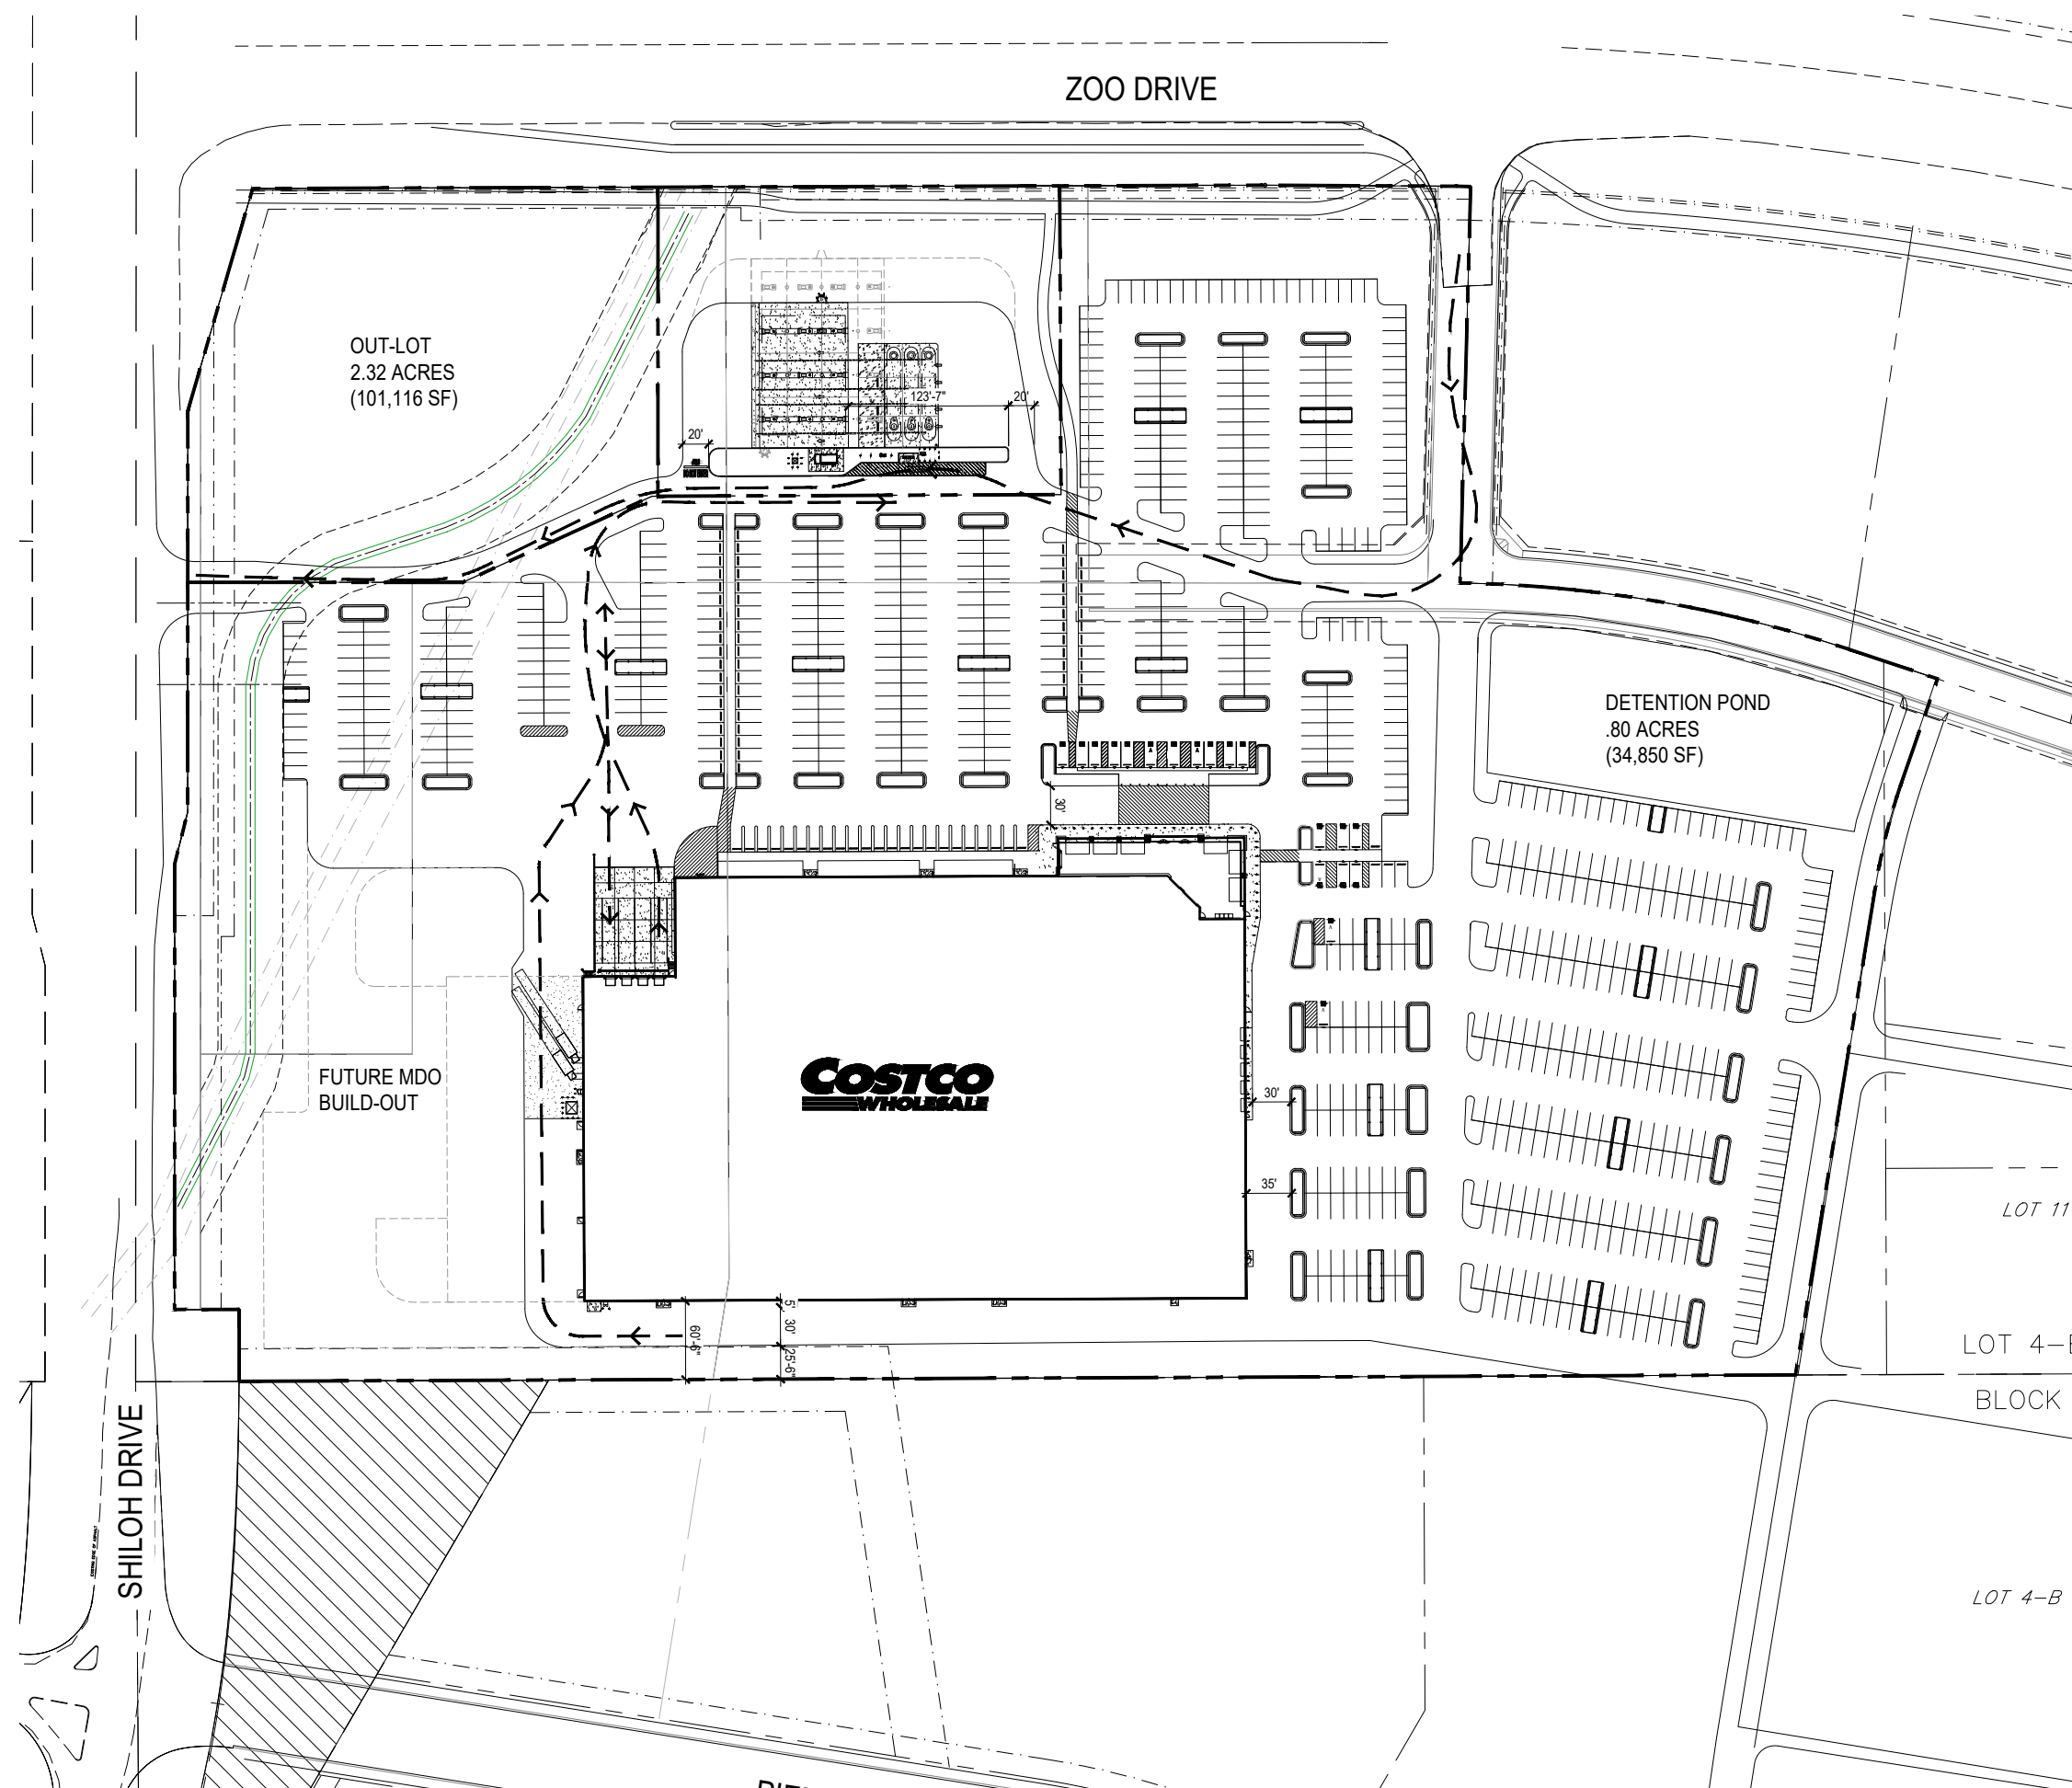 ZOO DRIVE
OUT-LOT
2.32 ACRES
(101,116 SF)
123'-7"
20'
20'
DETENTION POND
.80 ACRES
(34,850 SF)
30'
FUTURE MDO
BUILD-OUT
COSTCO
WHOLESALE
30'
35'
LOT 11
5'
30'
60'-6"
25'-6"
LOT 4-B
BLOCK
SHILOH DRIVE
LOT 4-B